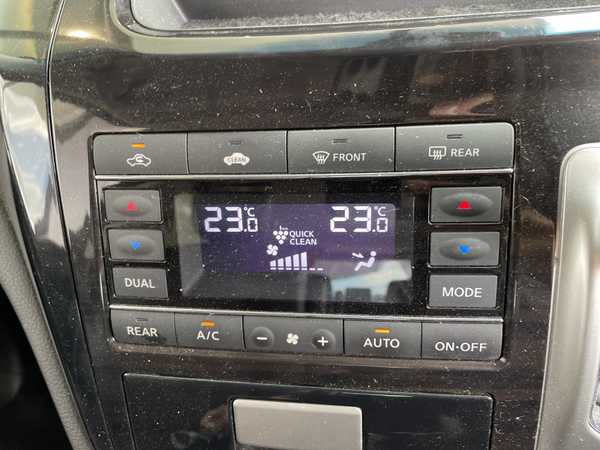 CLEAN
FRONT
REAR
23.0°C
23.0°C
QUICK
CLEAN
DUAL
MODE
REAR
A/C
- +
AUTO
ON·OFF